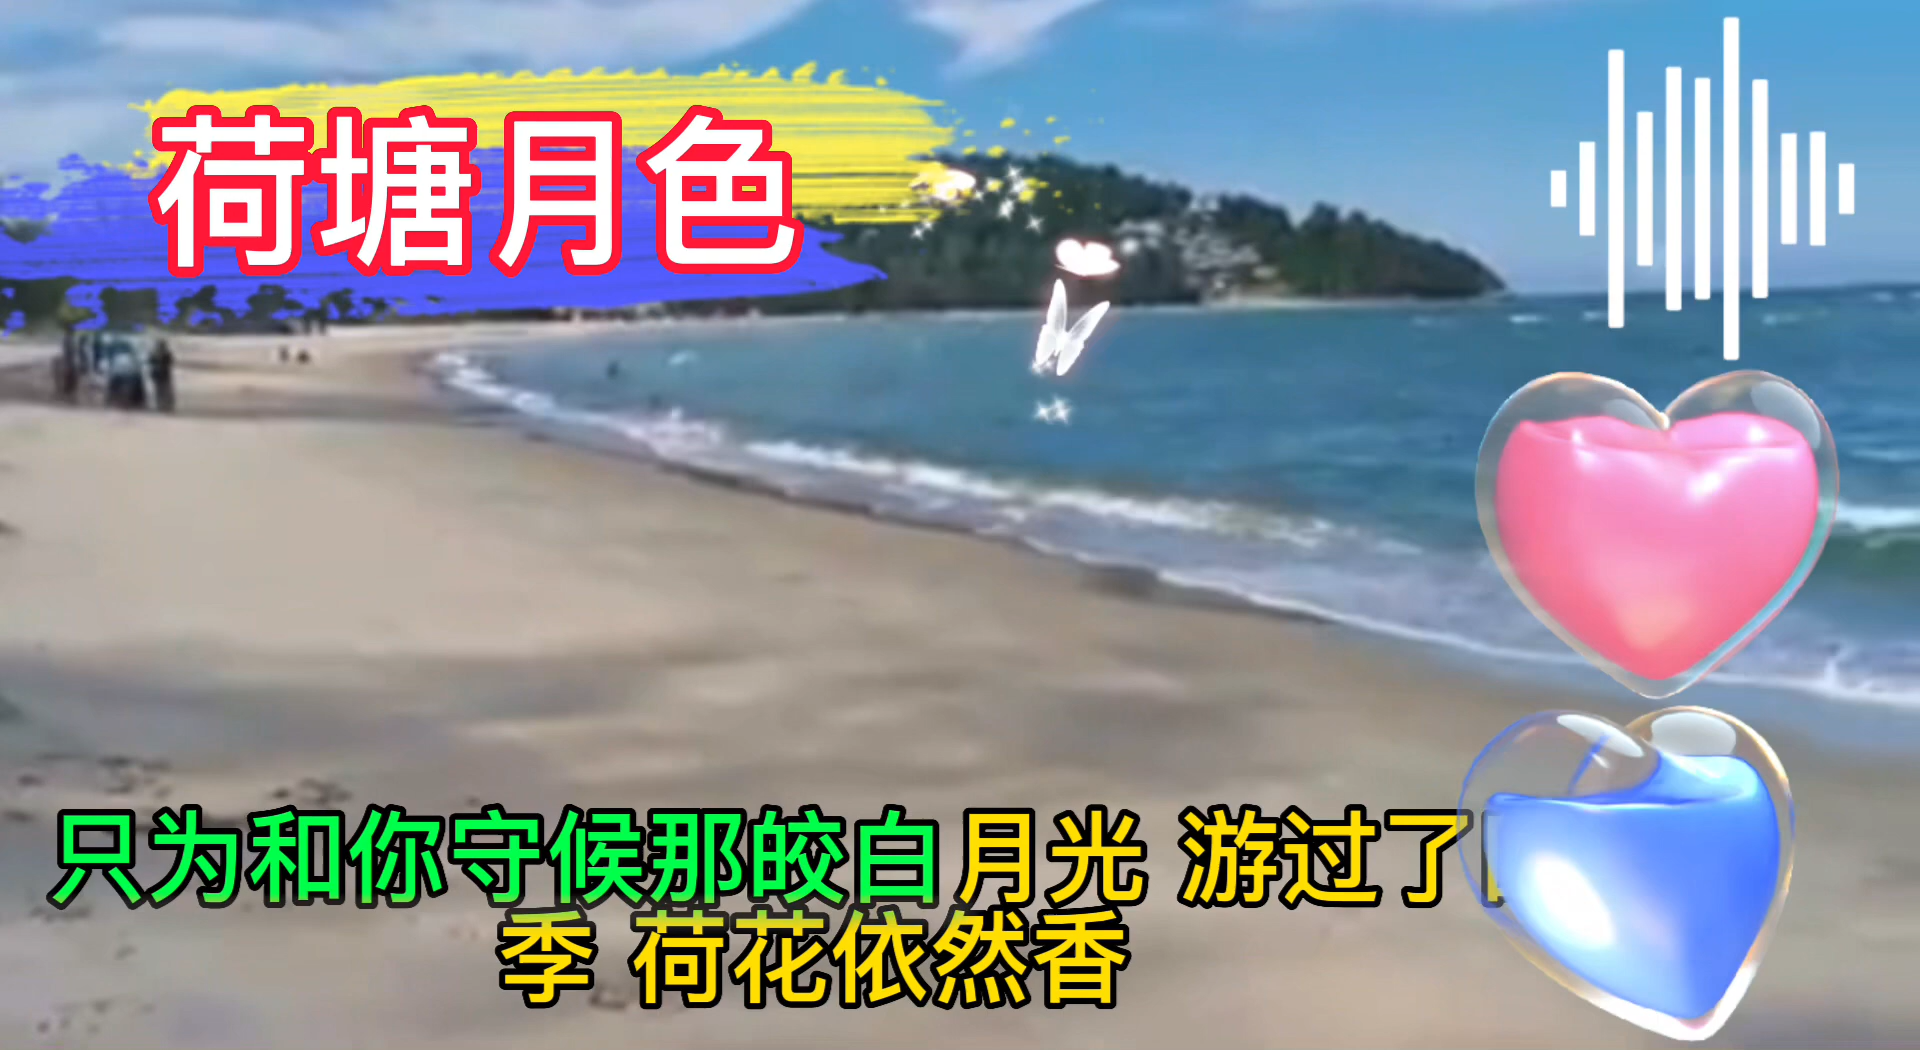 荷塘月色
只为和你守候那皎白月光 游过了
季 荷花依然香